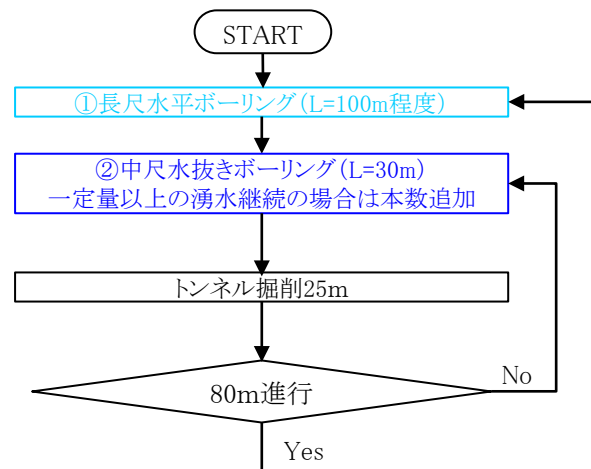 START
①長尺水平ボーリング(L=100m程度)
②中尺水抜きボーリング(L=30m)
一定量以上の湧水継続の場合は本数追加
トンネル掘削25m
80m進行
No
Yes